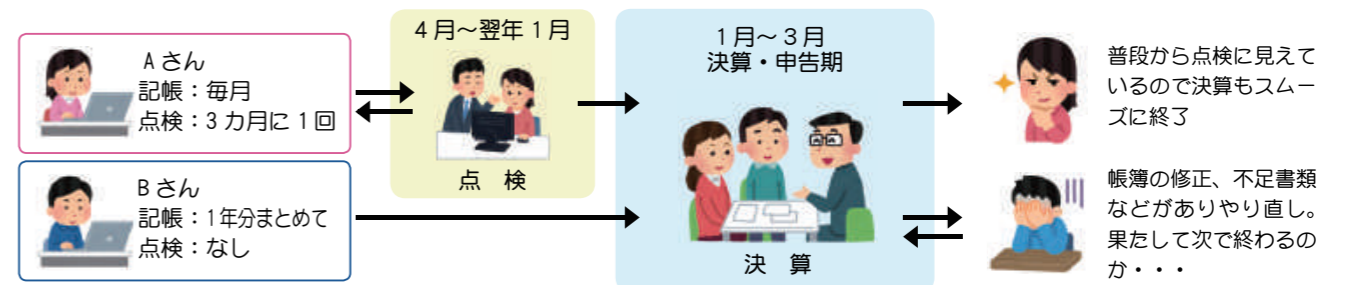 Aさん
記帳：毎月
点検：3カ月に1回
Bさん
記帳：1年分まとめて
点検：なし
4月～翌年1月
点 検
1月～3月
決算・申告期
決 算
普段から点検に見えて
いるので決算もスムー
ズに終了
帳簿の修正、不足書類
などがありやり直し。
果たして次で終わるの
か・・・